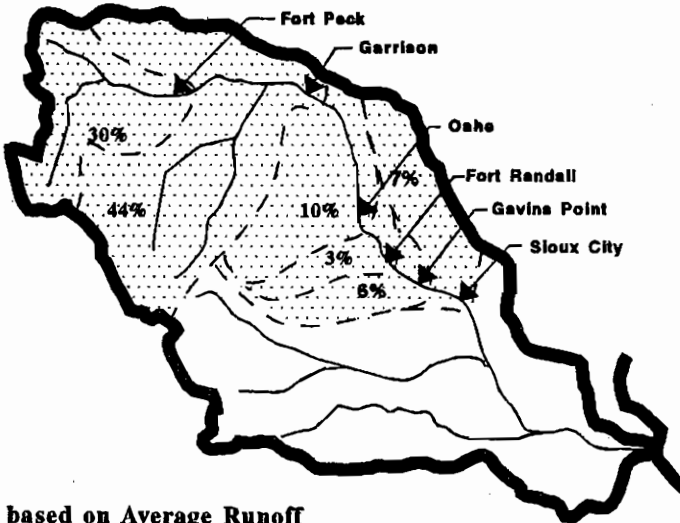 Fort Peck
Garrison
Oahe
30%
7%
Fort Randall
44%
10%
Gavins Point
3%
Sioux City
6%
based on Average Runoff